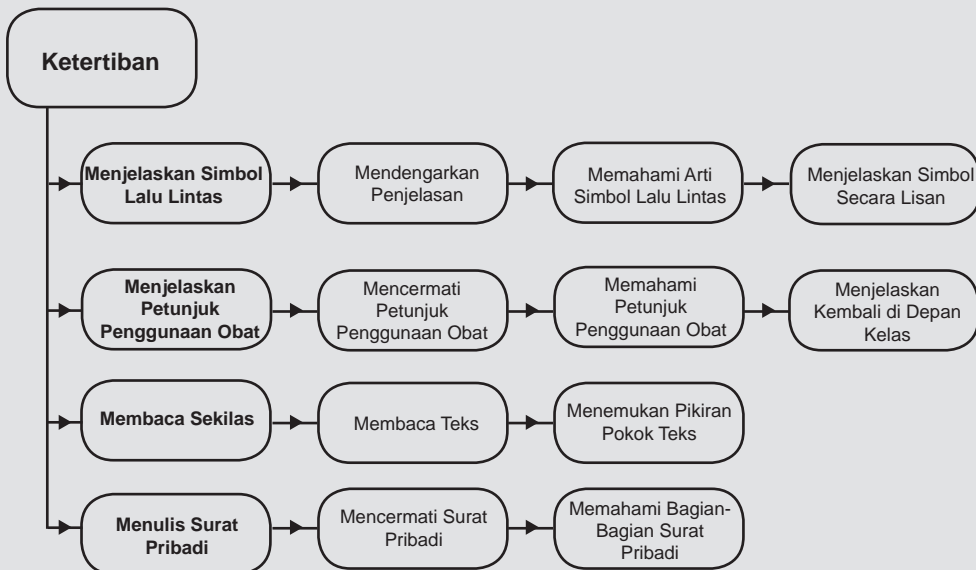 Ketertiban
Menjelaskan Simbol
Lalu Lintas
Mendengarkan
Penjelasan
Memahami Arti
Simbol Lalu Lintas
Menjelaskan Simbol
Secara Lisan
Menjelaskan
Petunjuk
Penggunaan Obat
Mencermati
Petunjuk
Penggunaan Obat
Memahami
Petunjuk
Penggunaan Obat
Menjelaskan
Kembali di Depan
Kelas
Membaca Sekilas
Membaca Teks
Menemukan Pikiran
Pokok Teks
Menulis Surat
Pribadi
Mencermati Surat
Pribadi
Memahami Bagian-
Bagian Surat
Pribadi